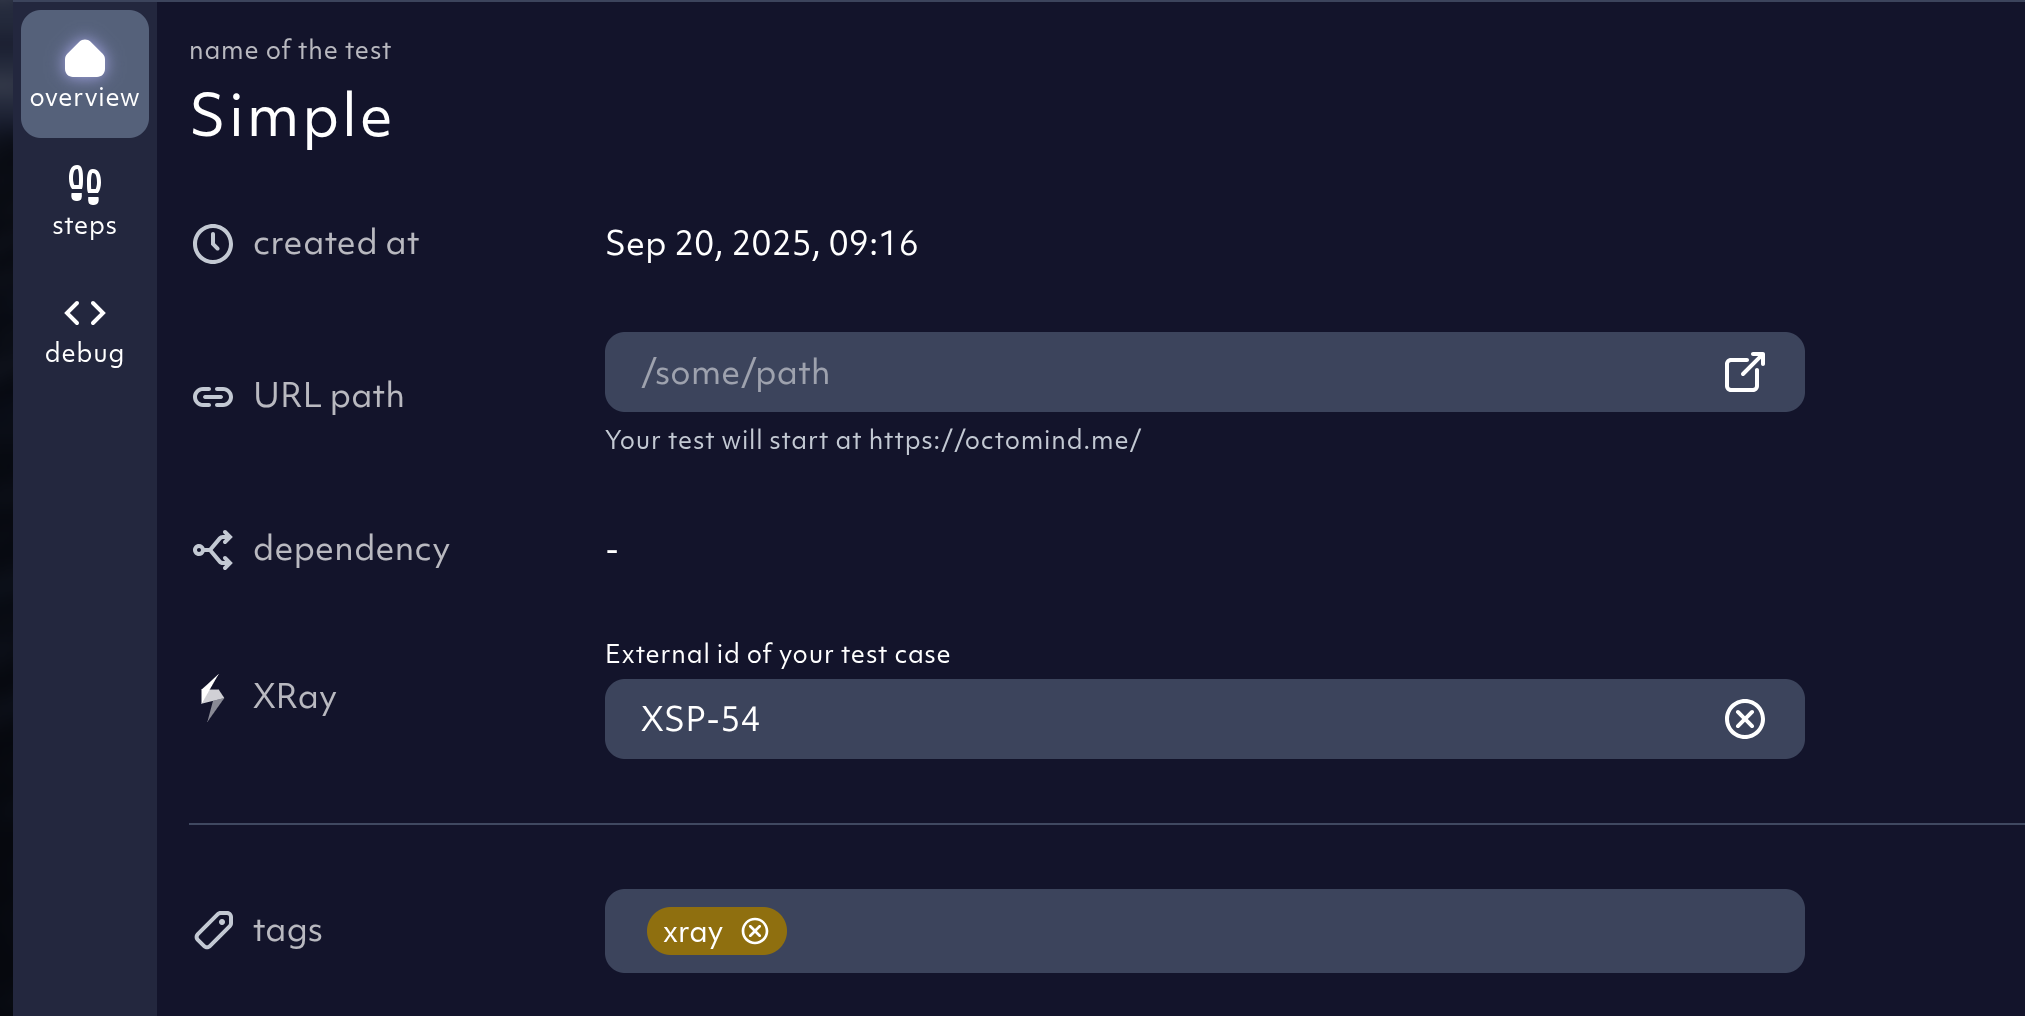 overview
steps
debug
name of the test
Simple
created at
Sep 20, 2025, 09:16
URL path
/some/path
Your test will start at https://octomind.me/
dependency
-
XRay
External id of your test case
XSP-54
tags
xray